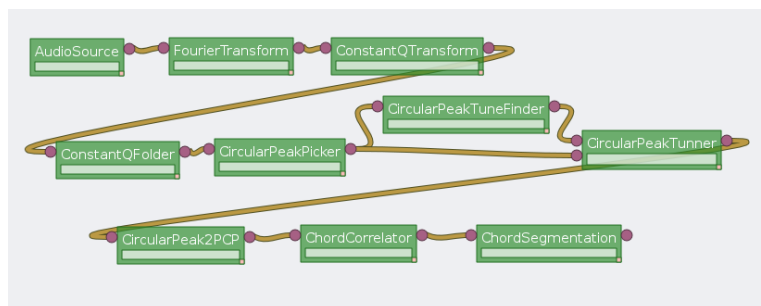 AudioSource
FourierTransform
ConstantQTransform
CircularPeakTuneFinder
ConstantQFolder
CircularPeakPicker
CircularPeakTunner
CircularPeak2PCP
ChordCorrelator
ChordSegmentation